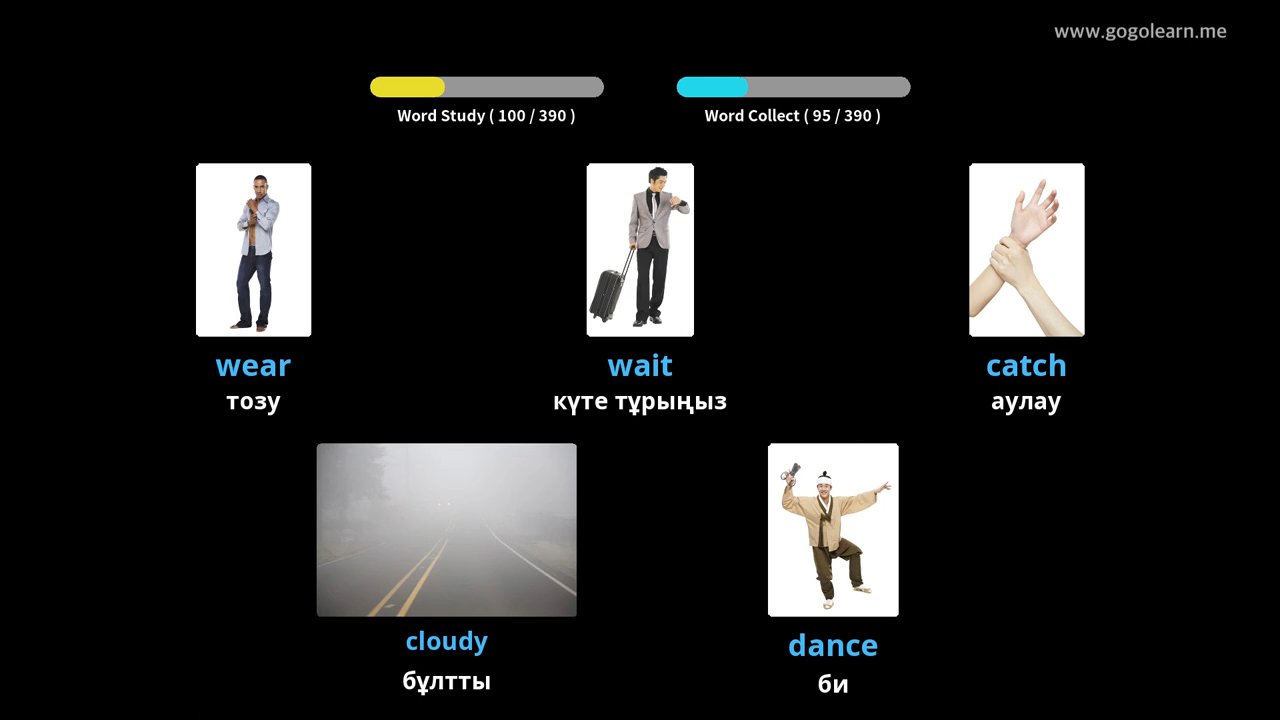 www.gogolearn.me
Word Study ( 100 / 390 )
Word Collect ( 95 / 390 )
wear
тозу
wait
күте тұрыңыз
catch
аулау
cloudy
бұлтты
dance
би